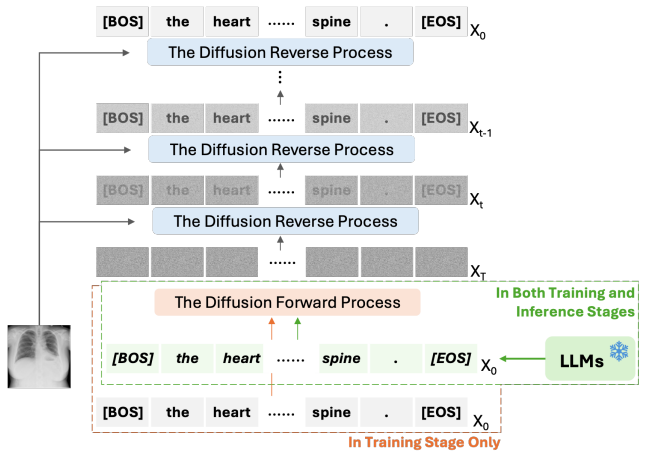 [BOS] the heart ...... spine . [EOS] X0
The Diffusion Reverse Process
[BOS] the heart ...... spine . [EOS] Xt-1
The Diffusion Reverse Process
[BOS] the heart ...... spine . [EOS] Xt
The Diffusion Reverse Process
...... XT
The Diffusion Forward Process
In Both Training and
Inference Stages
[BOS] the heart ...... spine . [EOS] X0
LLMs
[BOS] the heart ...... spine . [EOS] X0
In Training Stage Only